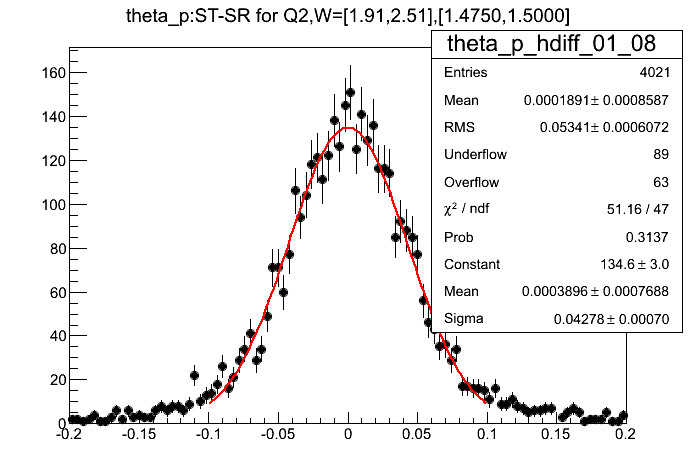 theta_p:ST-SR for Q2,W=[1.91,2.51],[1.4750,1.5000]
theta_p_hdiff_01_08
Entries 4021
Mean 0.0001891± 0.0008587
RMS 0.05341± 0.0006072
Underflow 89
Overflow 63
χ² / ndf 51.16 / 47
Prob 0.3137
Constant 134.6 ± 3.0
Mean 0.0003896 ± 0.0007688
Sigma 0.04278 ± 0.00070
160
140
120
100
80
60
40
20
0
-0.2 -0.15 -0.1 -0.05 0 0.05 0.1 0.15 0.2